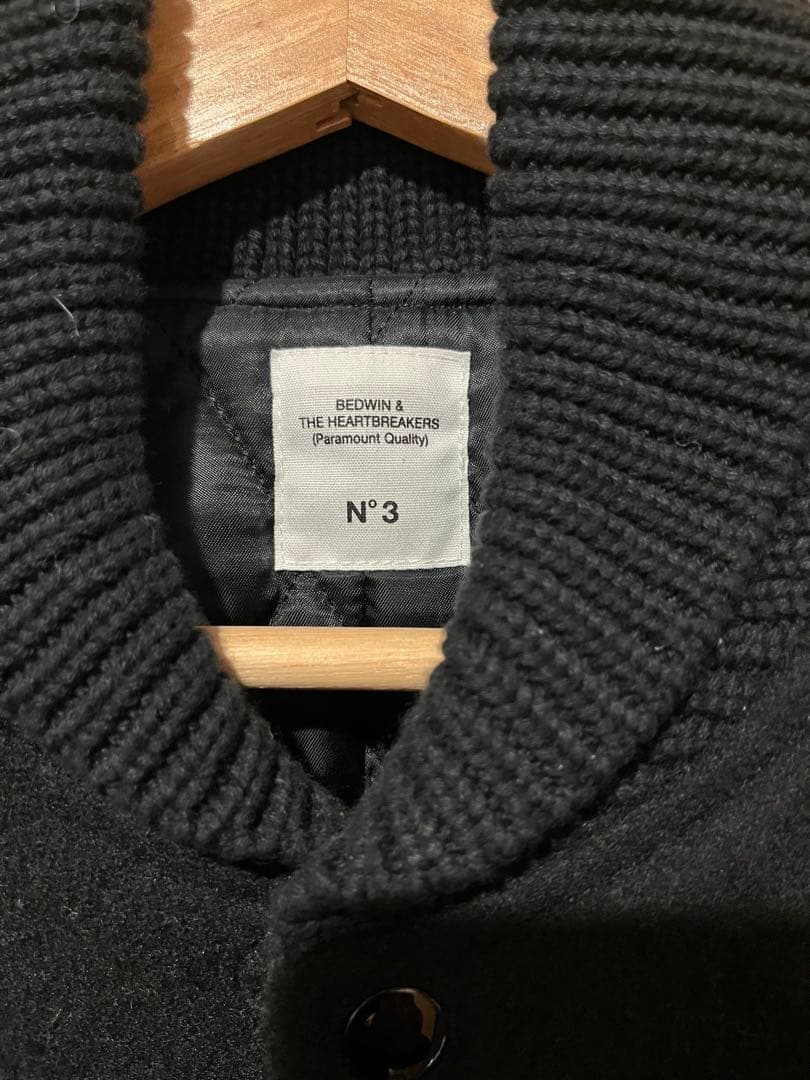 BEDWIN &
THE HEARTBREAKERS
(Paramount Quality)
N° 3